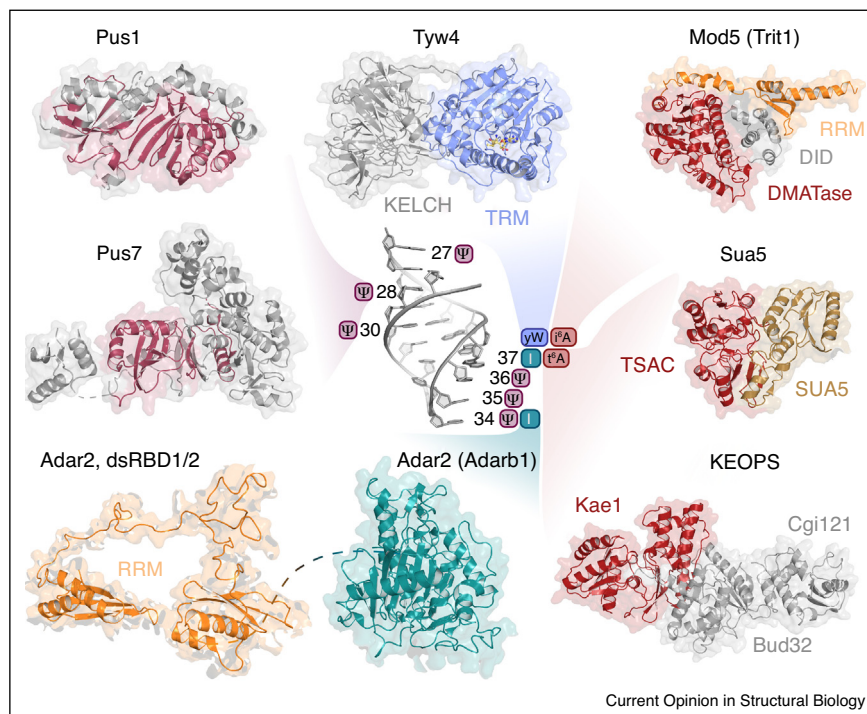 Pus1
Tyw4
Mod5 (Trit1)
RRM
DID
DMATase
KELCH
TRM
Pus7
27 Ψ
Ψ 28
Ψ 30
yW i⁶A
37 I t⁶A
36 Ψ
35 Ψ
34 Ψ I
Sua5
TSAC
SUA5
Adar2, dsRBD1/2
RRM
Adar2 (Adarb1)
KEOPS
Kae1
Cgi121
Bud32
Current Opinion in Structural Biology